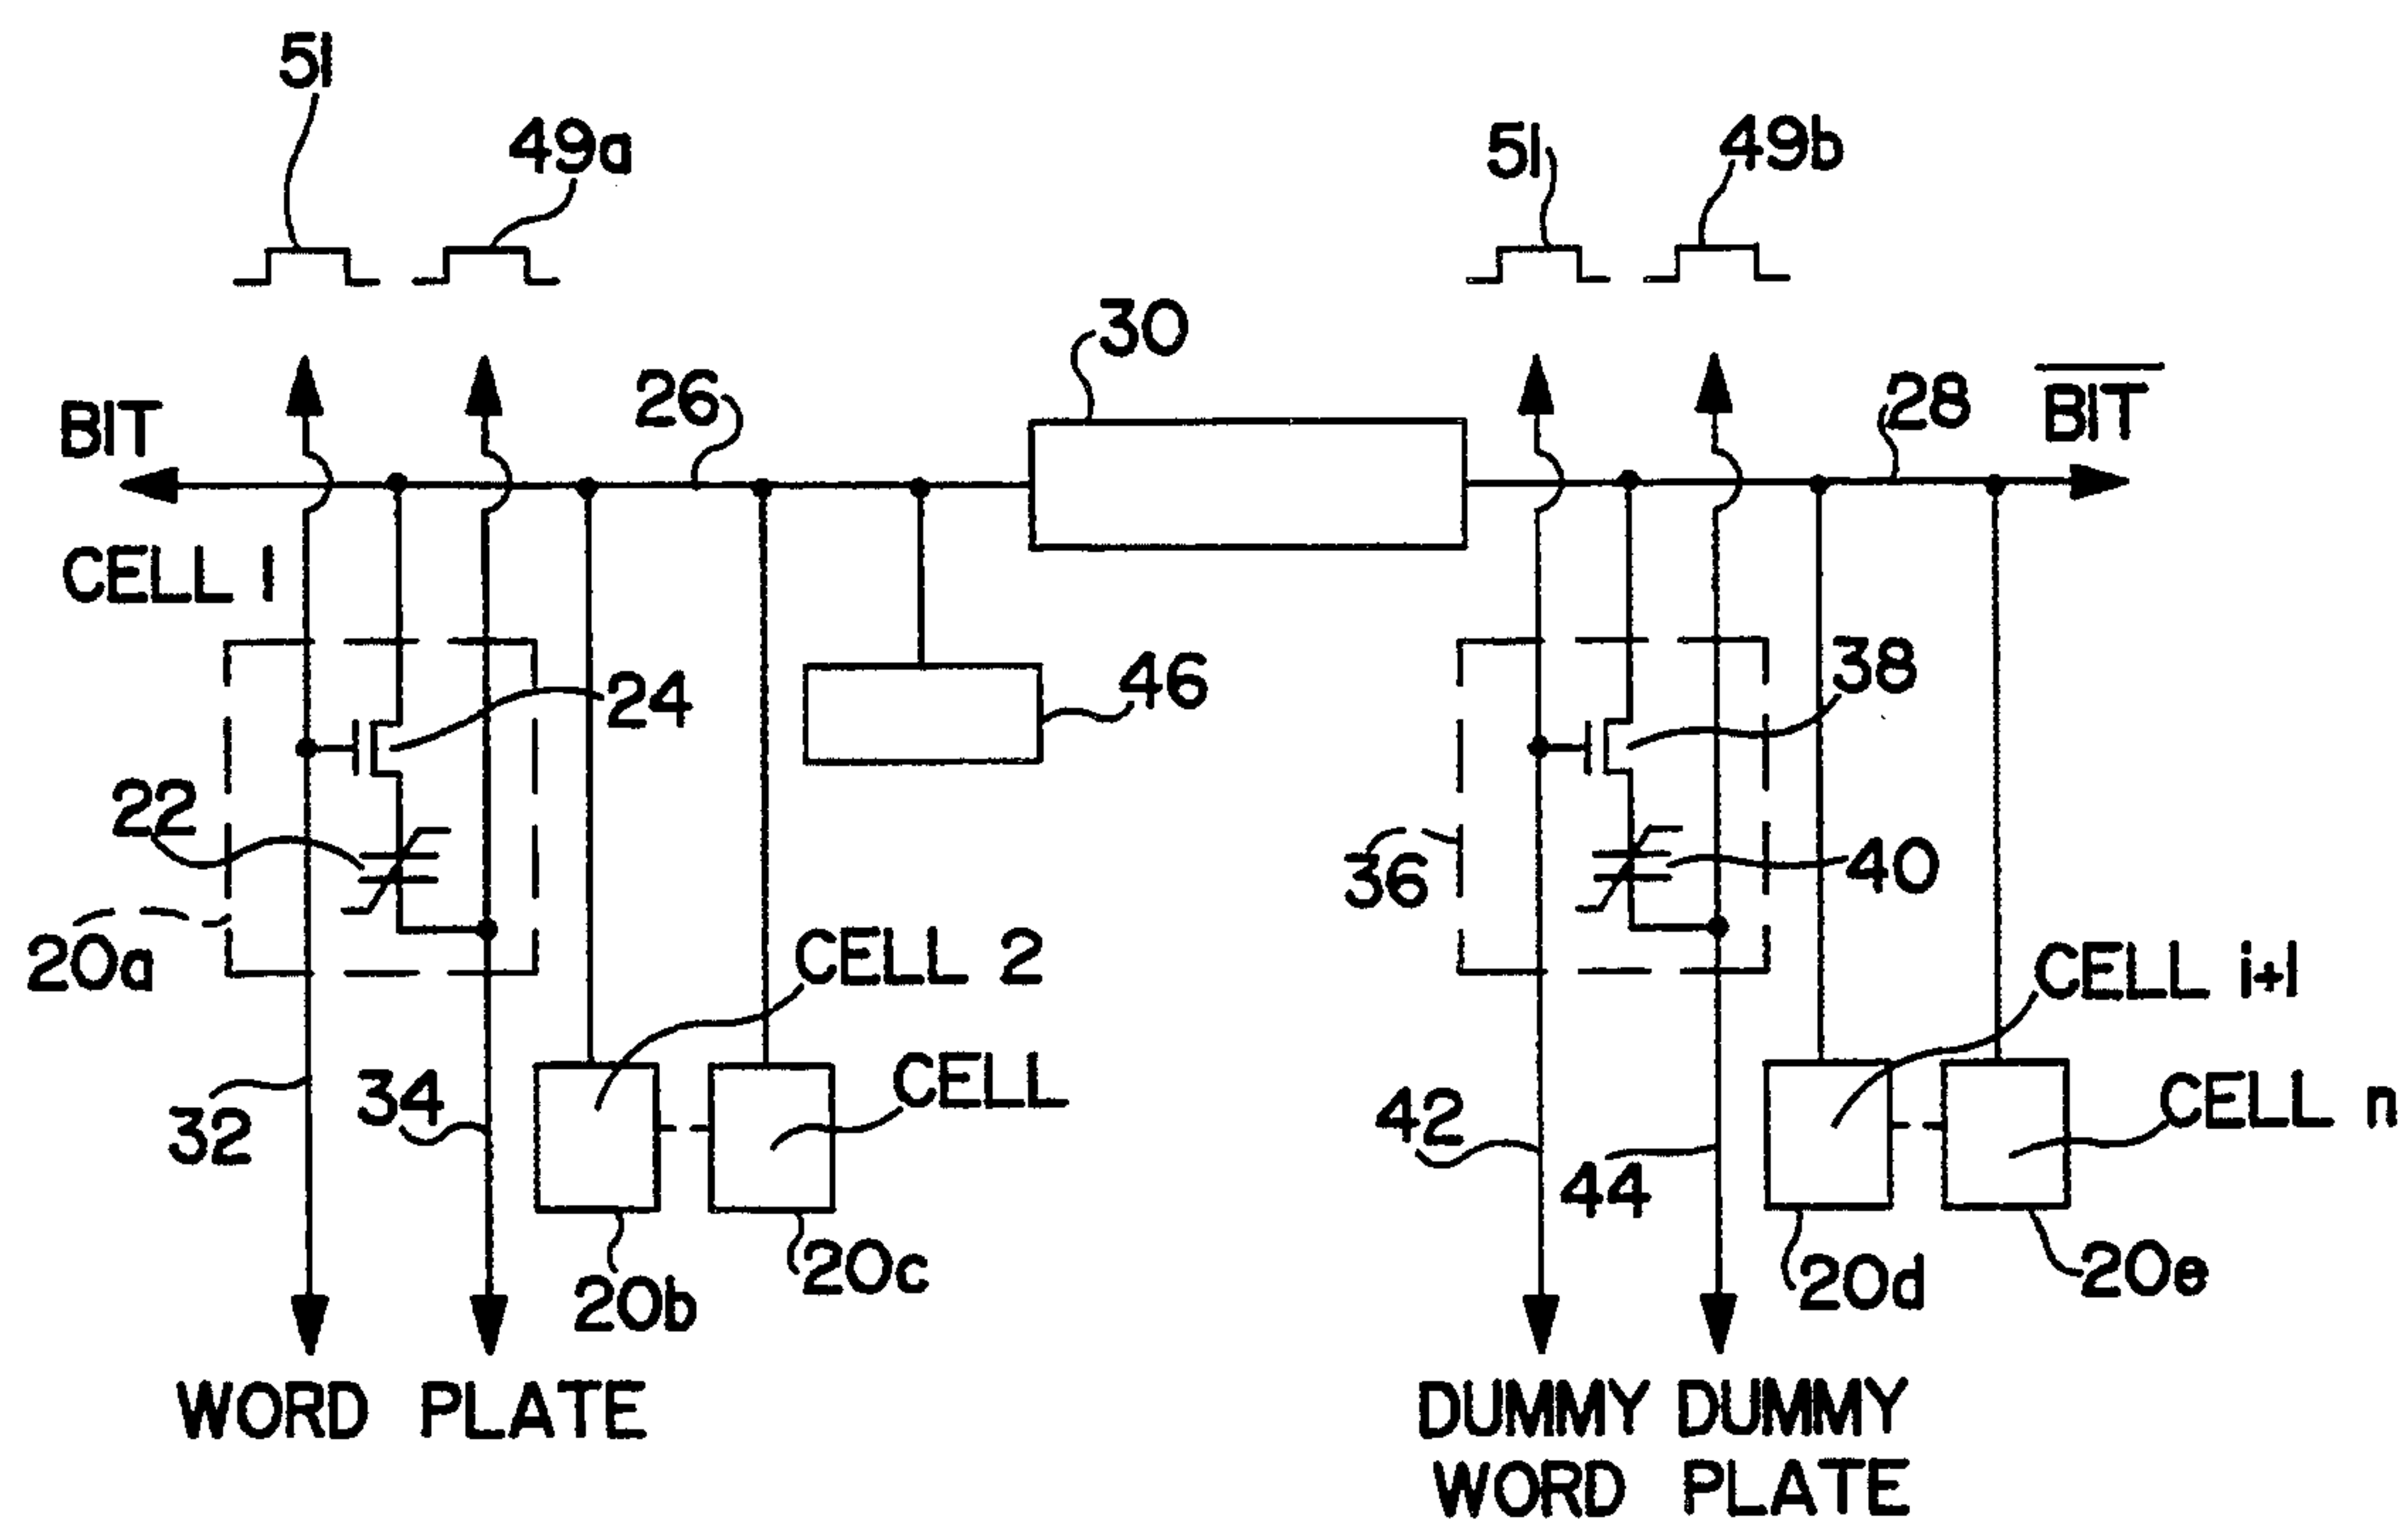 51
49a
51
49b
30
26
28
BIT
BIT
CELL 1
24
46
38
22
36
40
20a
CELL 2
CELL i+1
CELL
CELL n
32
34
42
44
20b
20c
20d
20e
WORD PLATE
DUMMY DUMMY
WORD PLATE